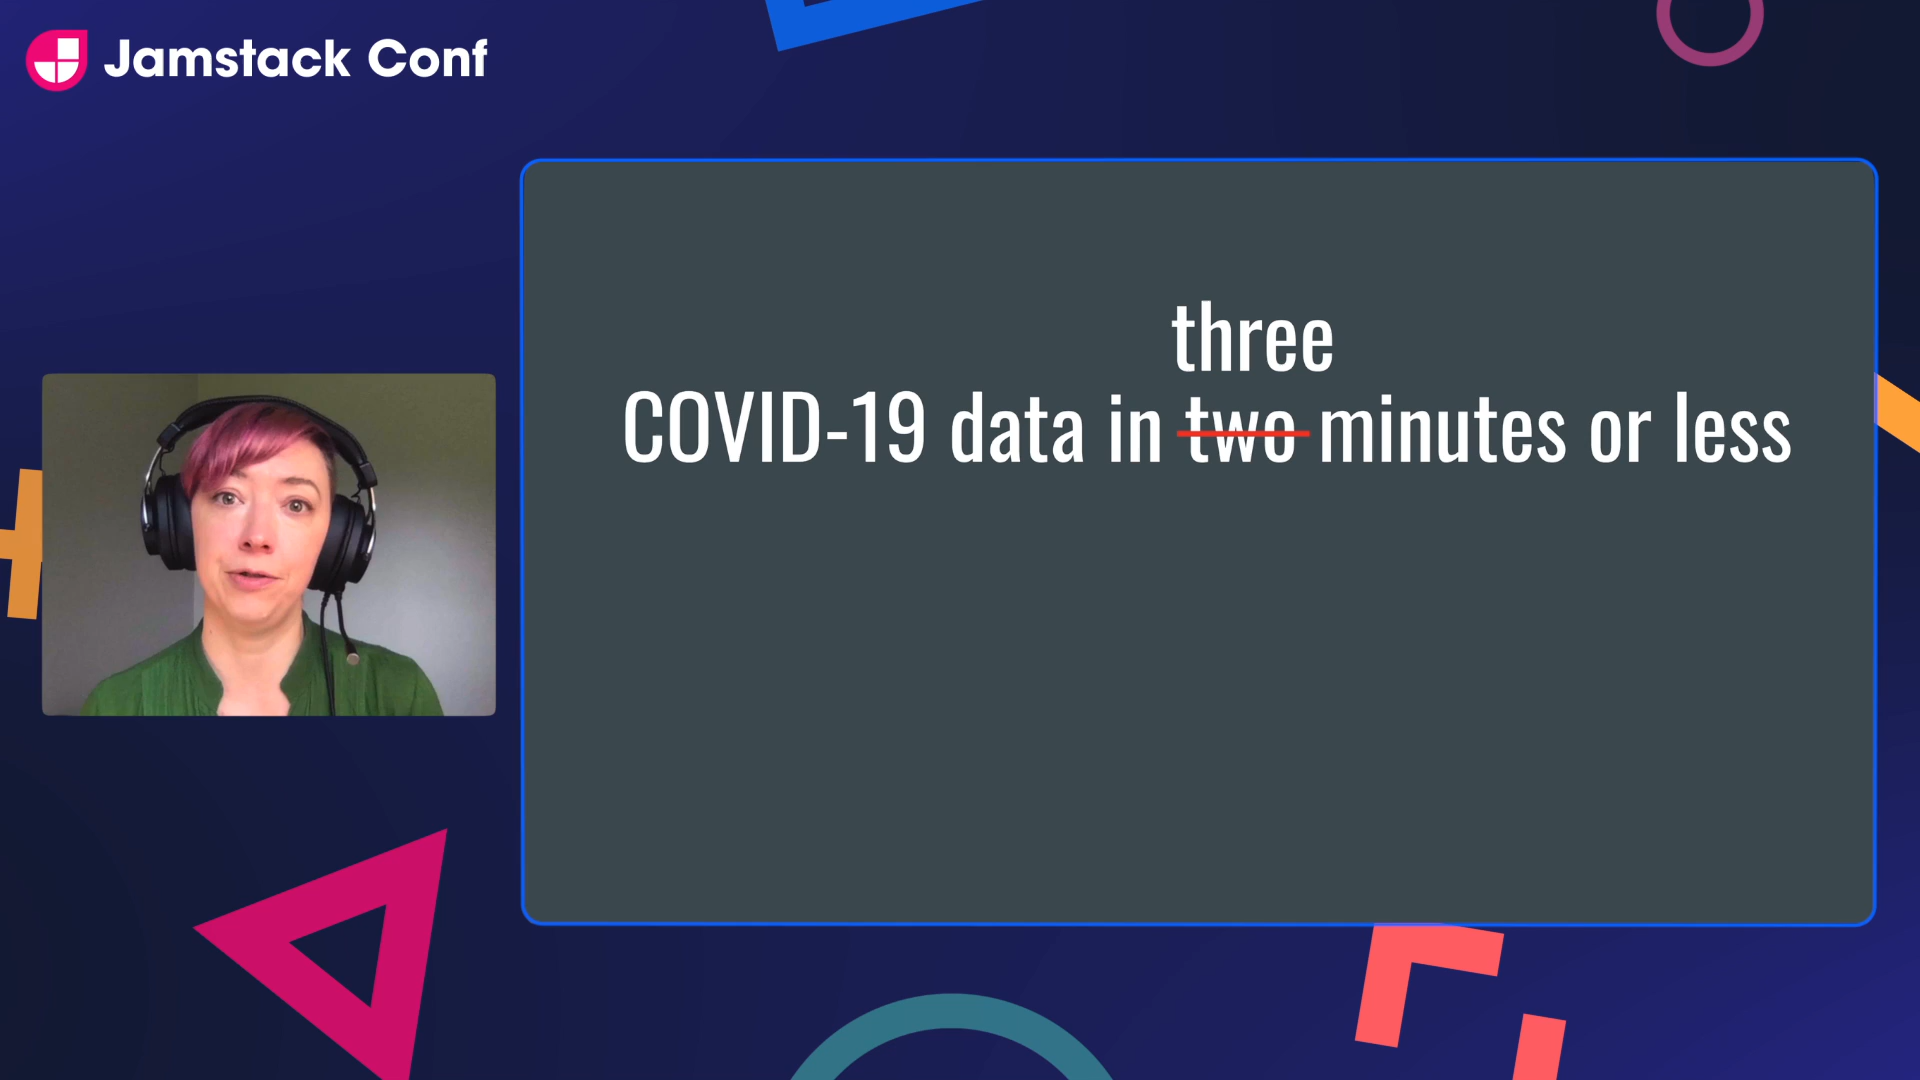 Jamstack Conf
three
COVID-19 data in two minutes or less